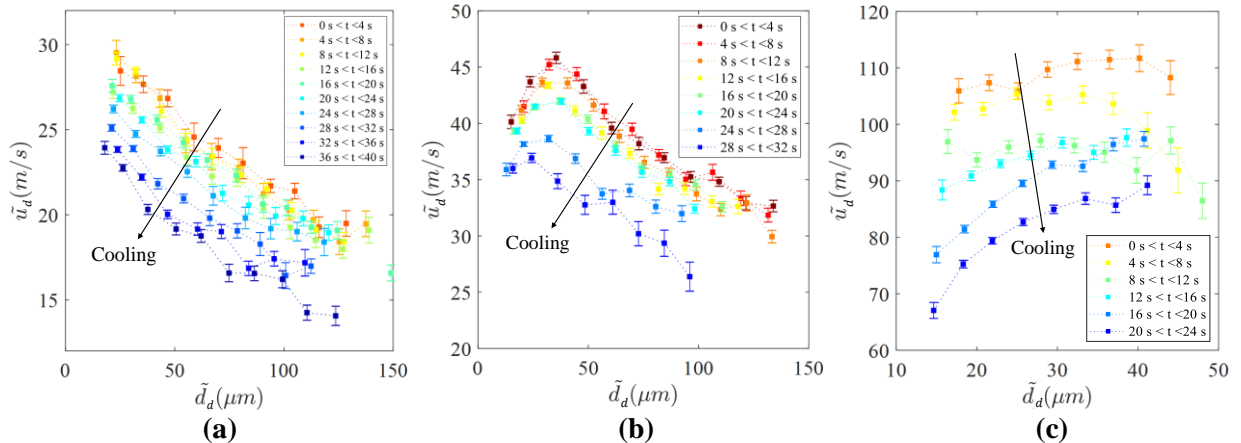 30
25
20
15
0
50
100
150
ũ_d(m/s)
d̃_d(μm)
Cooling
0 s < t <4 s
4 s < t <8 s
8 s < t <12 s
12 s < t <16 s
16 s < t <20 s
20 s < t <24 s
24 s < t <28 s
28 s < t <32 s
32 s < t <36 s
36 s < t <40 s
(a)
50
45
40
35
30
25
20
0
50
100
150
ũ_d(m/s)
d̃_d(μm)
Cooling
0 s < t <4 s
4 s < t <8 s
8 s < t <12 s
12 s < t <16 s
16 s < t <20 s
20 s < t <24 s
24 s < t <28 s
28 s < t <32 s
(b)
120
110
100
90
80
70
60
10
20
30
40
50
ũ_d(m/s)
d̃_d(μm)
Cooling
0 s < t <4 s
4 s < t <8 s
8 s < t <12 s
12 s < t <16 s
16 s < t <20 s
20 s < t <24 s
(c)